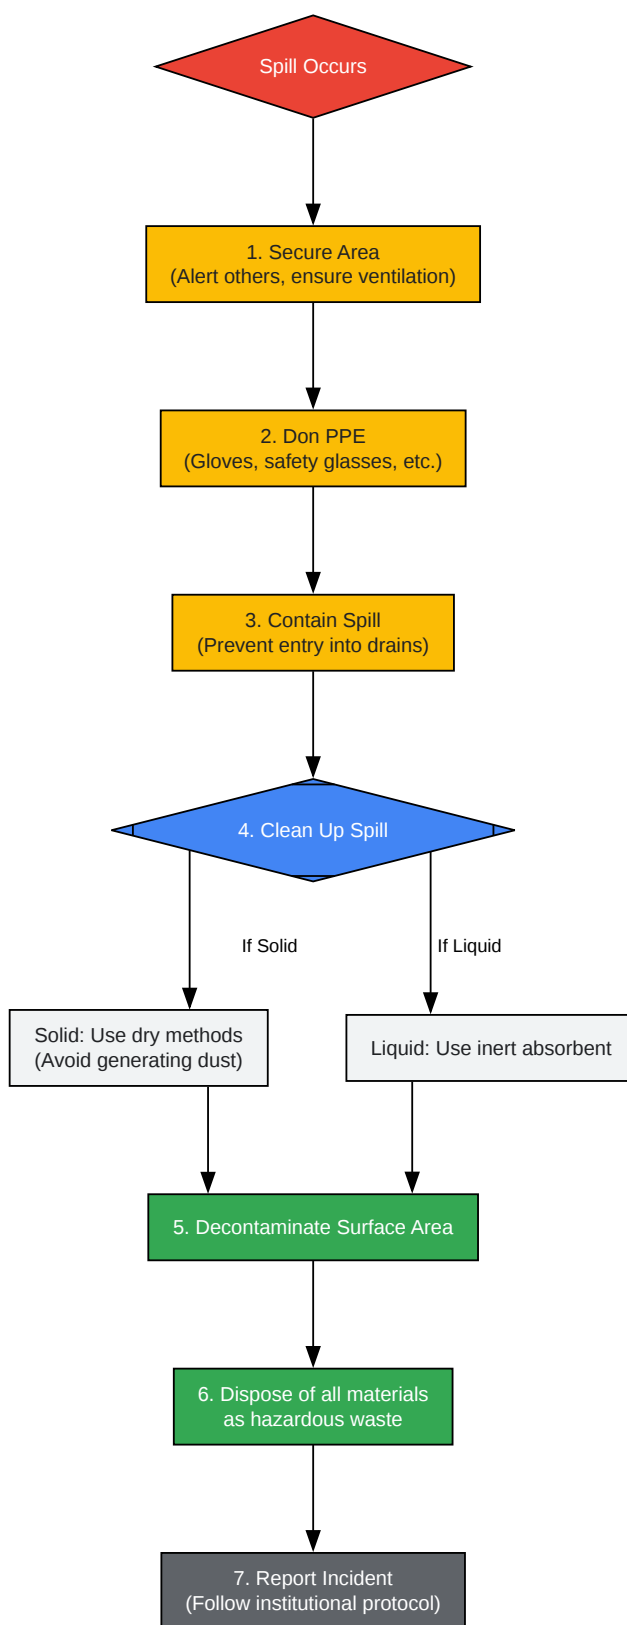 Spill Occurs
1. Secure Area
(Alert others, ensure ventilation)
2. Don PPE
(Gloves, safety glasses, etc.)
3. Contain Spill
(Prevent entry into drains)
4. Clean Up Spill
If Solid
If Liquid
Solid: Use dry methods
(Avoid generating dust)
Liquid: Use inert absorbent
5. Decontaminate Surface Area
6. Dispose of all materials
as hazardous waste
7. Report Incident
(Follow institutional protocol)